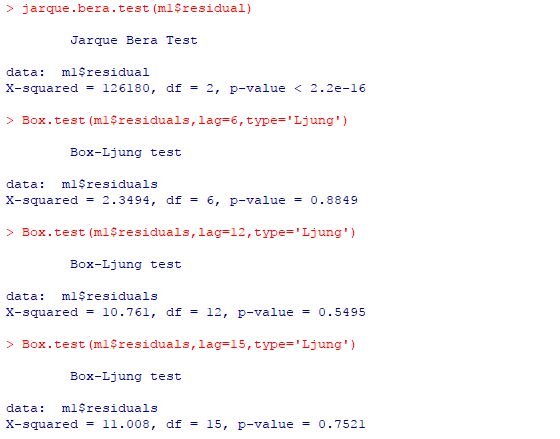 > jarque.bera.test(m1$residual)
Jarque Bera Test
data:  m1$residual
X-squared = 126180, df = 2, p-value < 2.2e-16
> Box.test(m1$residuals,lag=6,type='Ljung')
Box-Ljung test
data:  m1$residuals
X-squared = 2.3494, df = 6, p-value = 0.8849
> Box.test(m1$residuals,lag=12,type='Ljung')
Box-Ljung test
data:  m1$residuals
X-squared = 10.761, df = 12, p-value = 0.5495
> Box.test(m1$residuals,lag=15,type='Ljung')
Box-Ljung test
data:  m1$residuals
X-squared = 11.008, df = 15, p-value = 0.7521